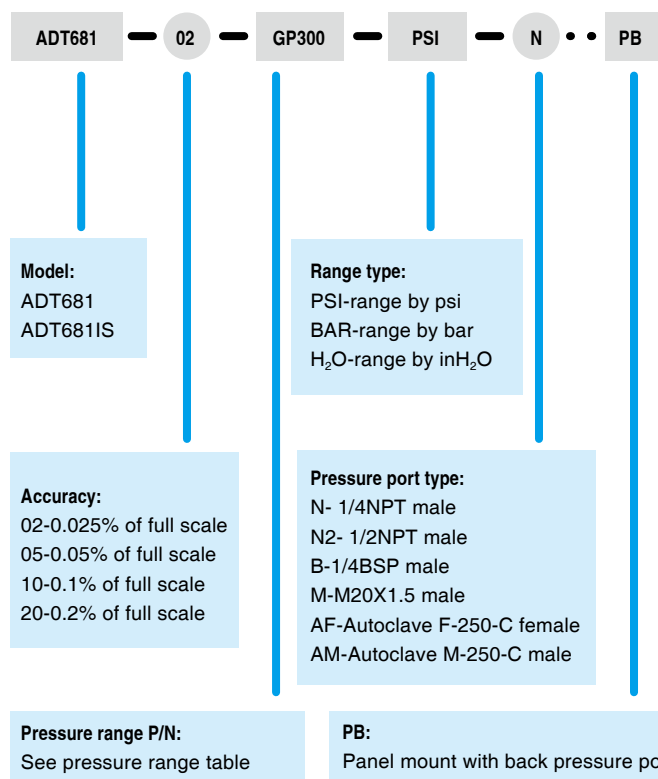 ADT681 02 GP300 PSI N PB
Model:
ADT681
ADT681IS
Range type:
PSI-range by psi
BAR-range by bar
H₂O-range by inH₂O
Accuracy:
02-0.025% of full scale
05-0.05% of full scale
10-0.1% of full scale
20-0.2% of full scale
Pressure port type:
N- 1/4NPT male
N2- 1/2NPT male
B-1/4BSP male
M-M20X1.5 male
AF-Autoclave F-250-C female
AM-Autoclave M-250-C male
Pressure range P/N:
See pressure range table
PB:
Panel mount with back pressure